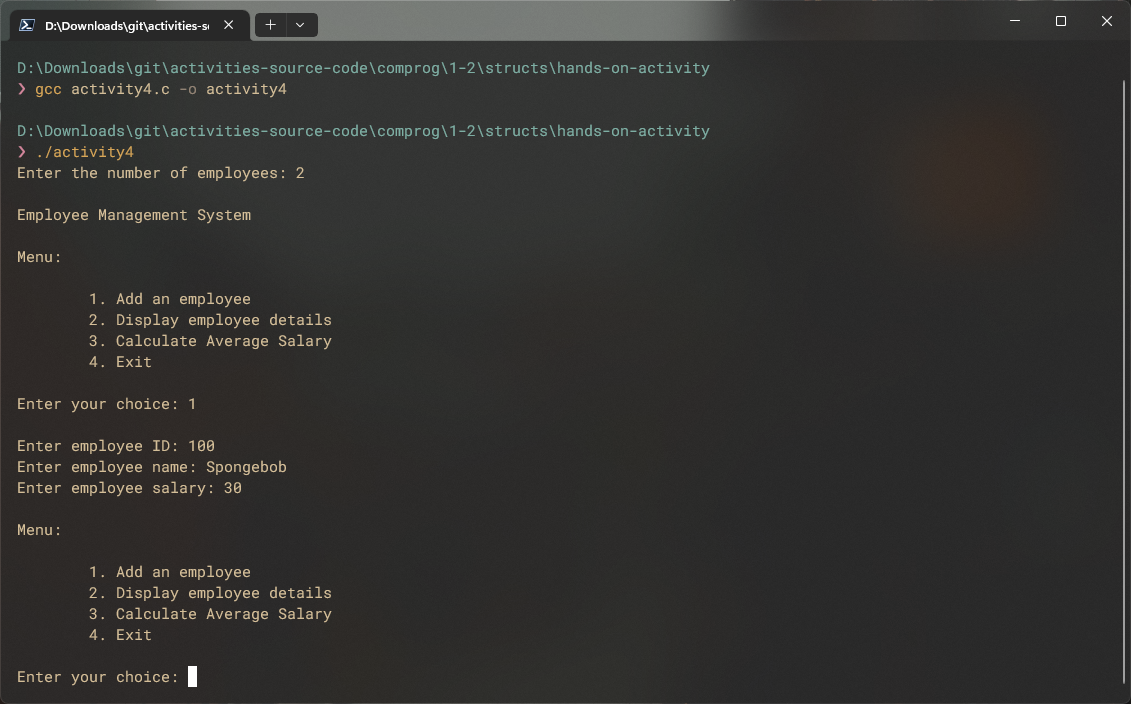 D:\Downloads\git\activities-s
D:\Downloads\git\activities-source-code\comprog\1-2\structs\hands-on-activity
❯ gcc activity4.c -o activity4
D:\Downloads\git\activities-source-code\comprog\1-2\structs\hands-on-activity
❯ ./activity4
Enter the number of employees: 2
Employee Management System
Menu:
1. Add an employee
2. Display employee details
3. Calculate Average Salary
4. Exit
Enter your choice: 1
Enter employee ID: 100
Enter employee name: Spongebob
Enter employee salary: 30
Menu:
1. Add an employee
2. Display employee details
3. Calculate Average Salary
4. Exit
Enter your choice: